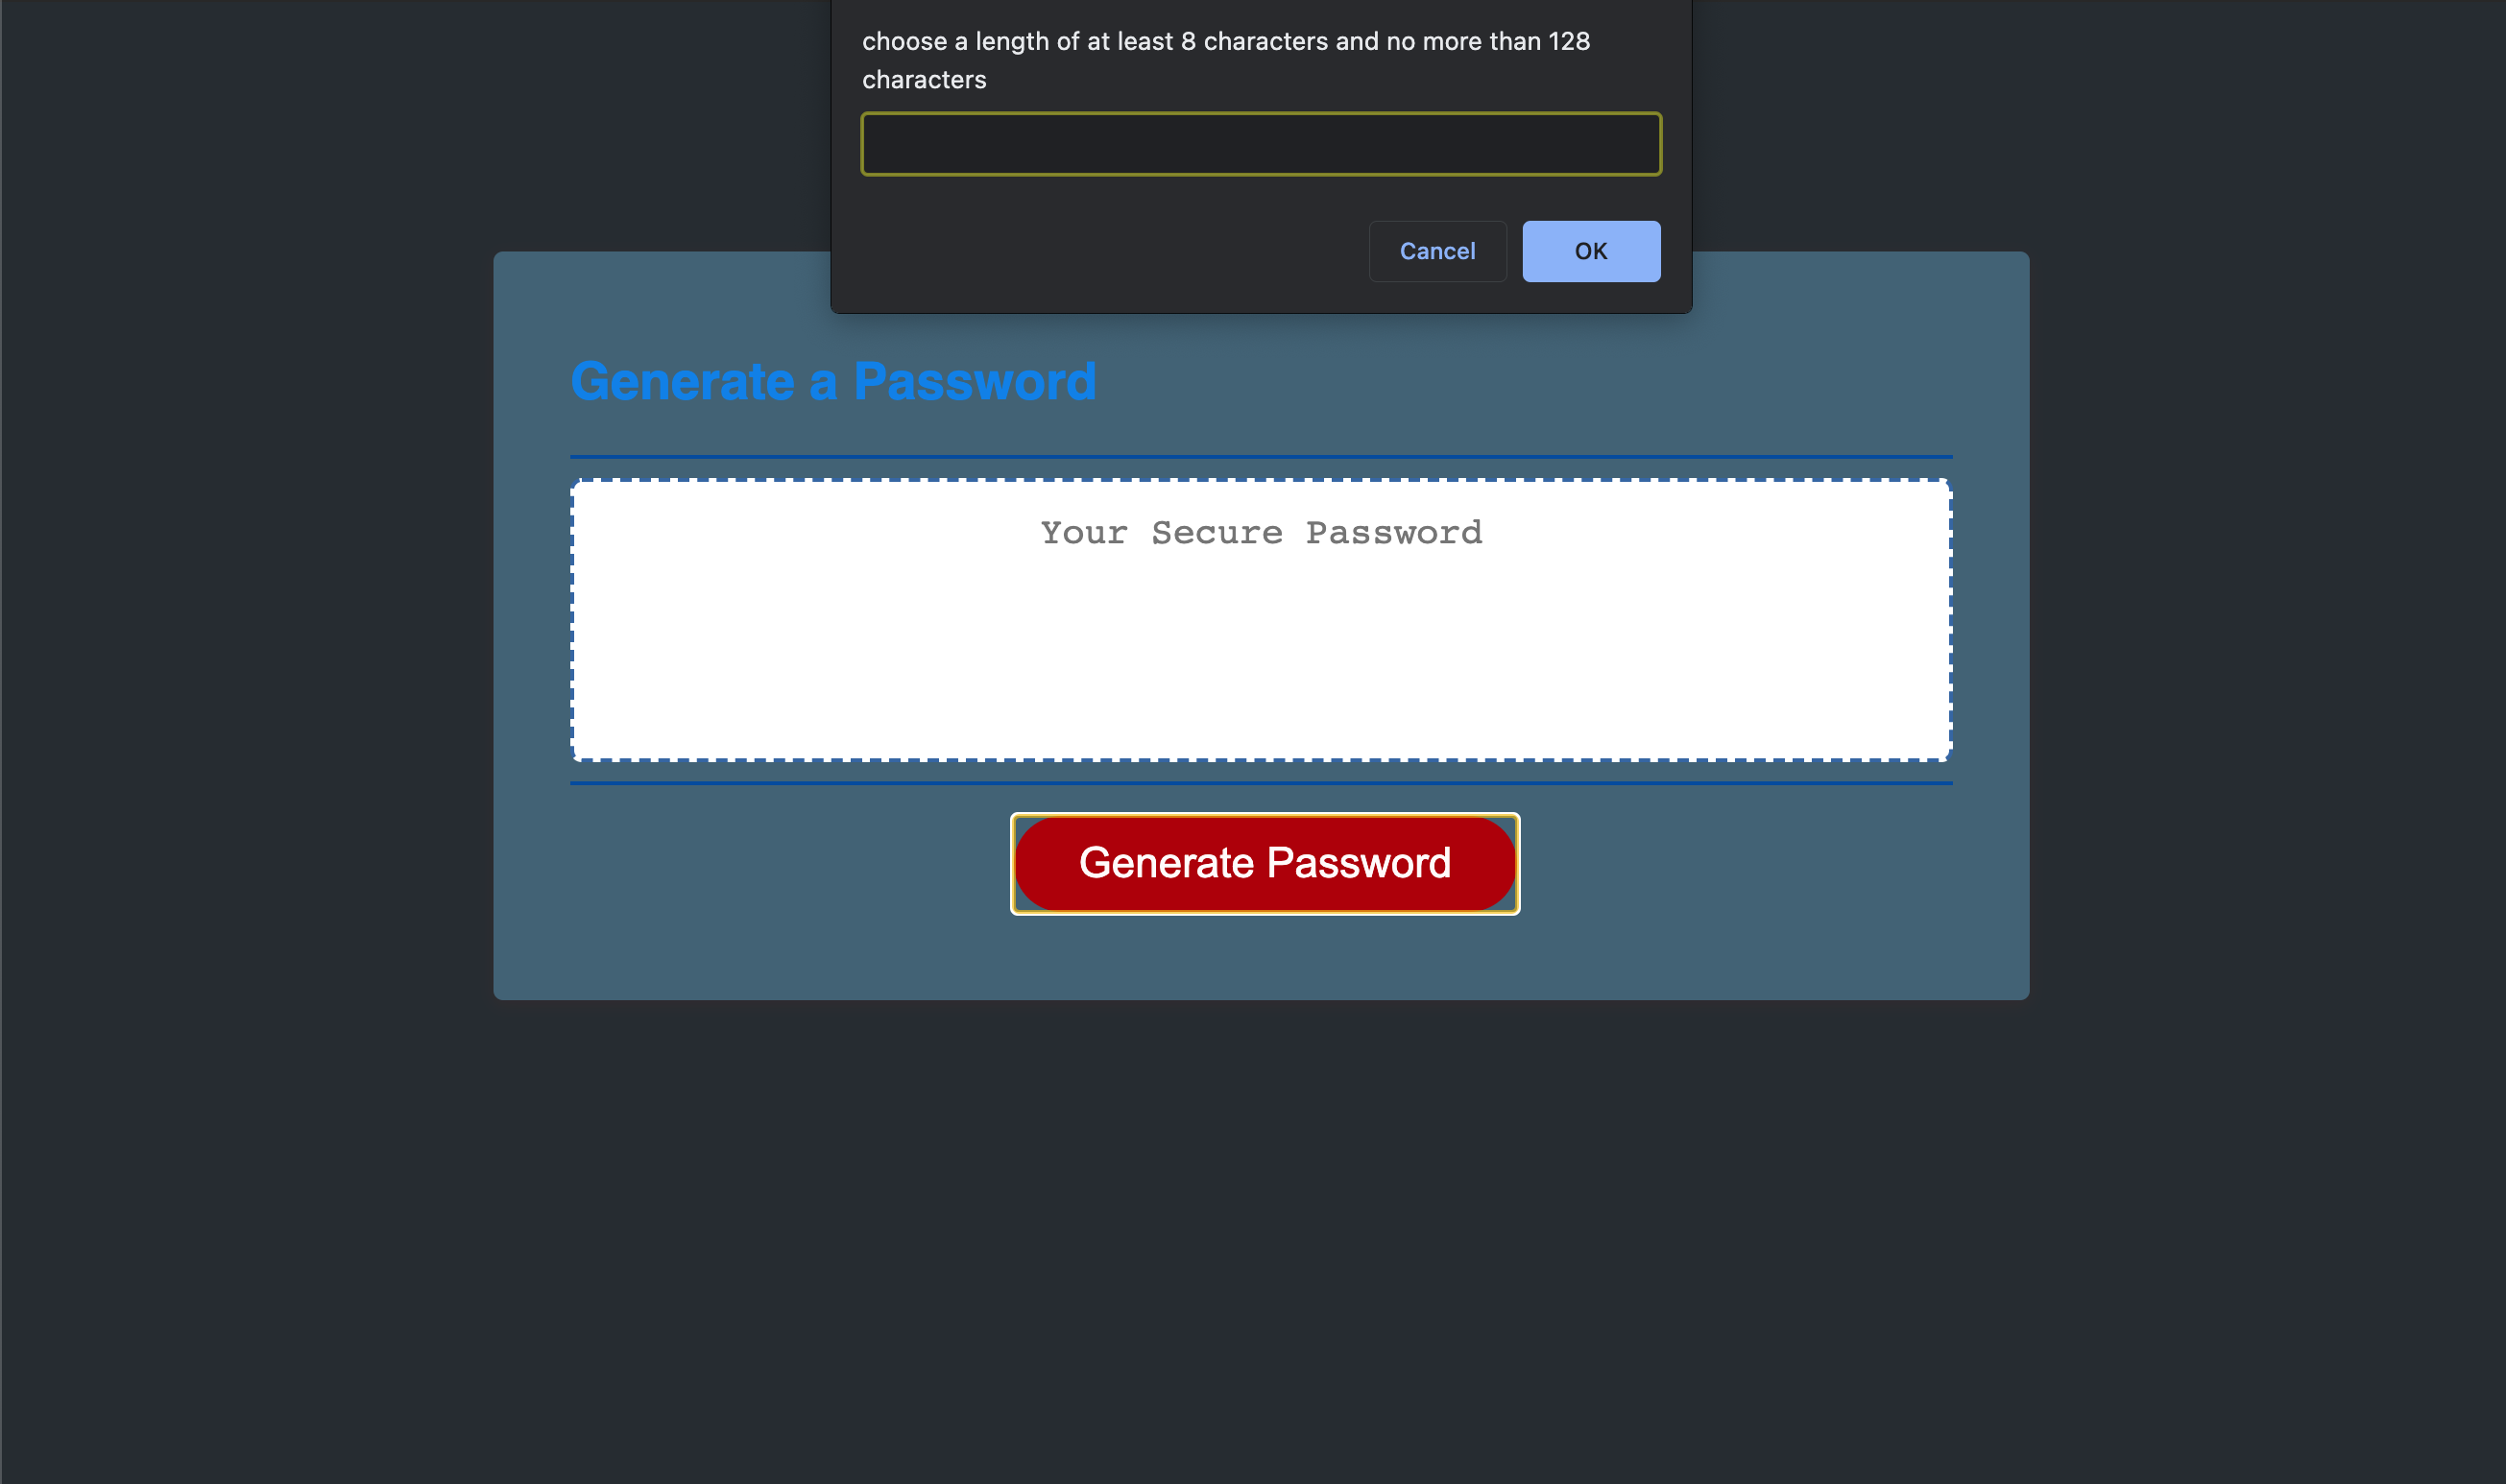 choose a length of at least 8 characters and no more than 128
characters
Cancel
OK
Generate a Password
Your Secure Password
Generate Password